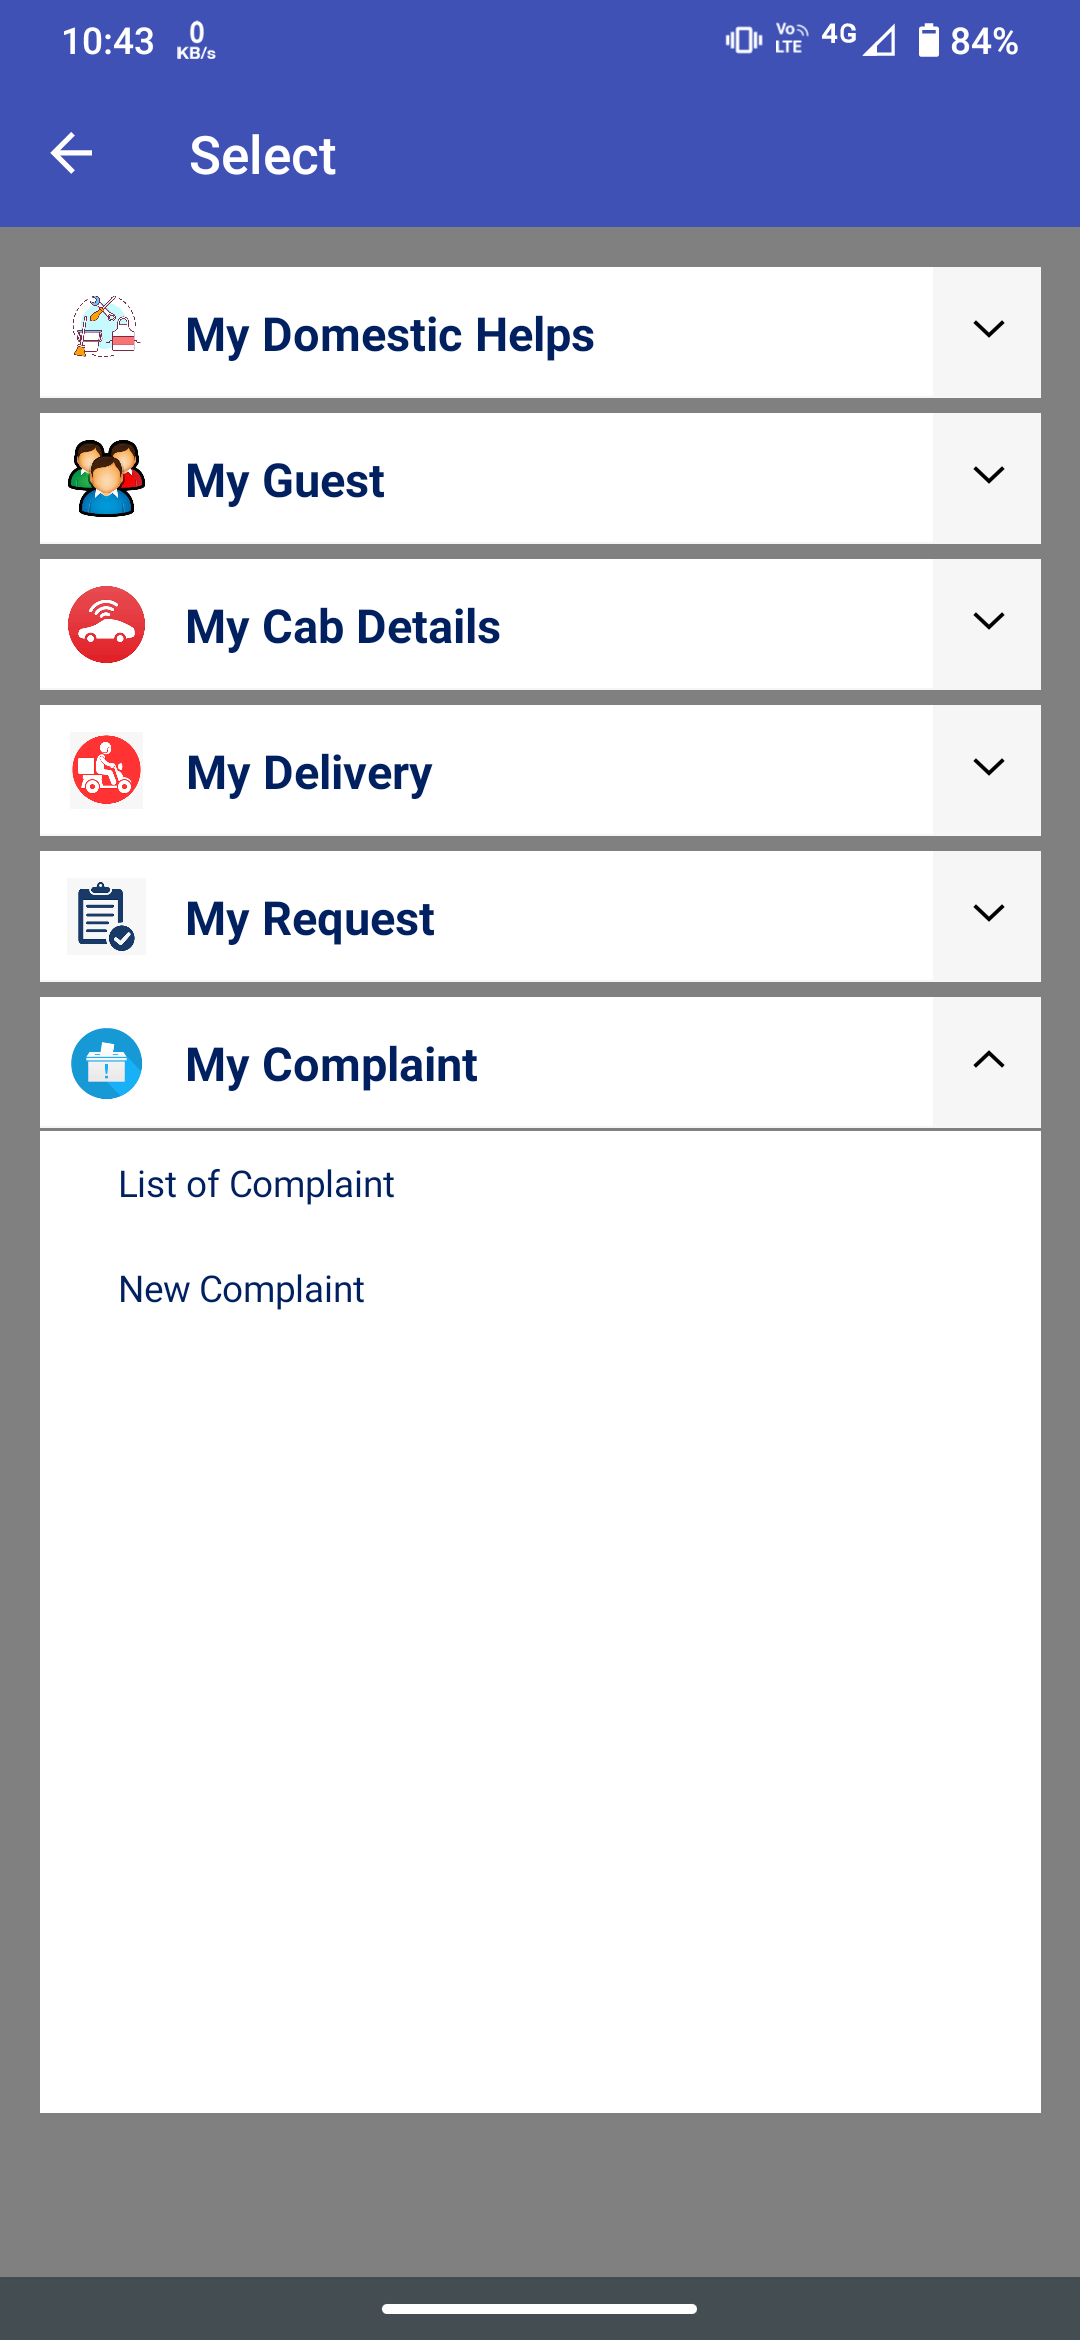 10:43 0 KB/s Vo LTE 4G 84%
Select
My Domestic Helps
My Guest
My Cab Details
My Delivery
My Request
My Complaint
List of Complaint
New Complaint